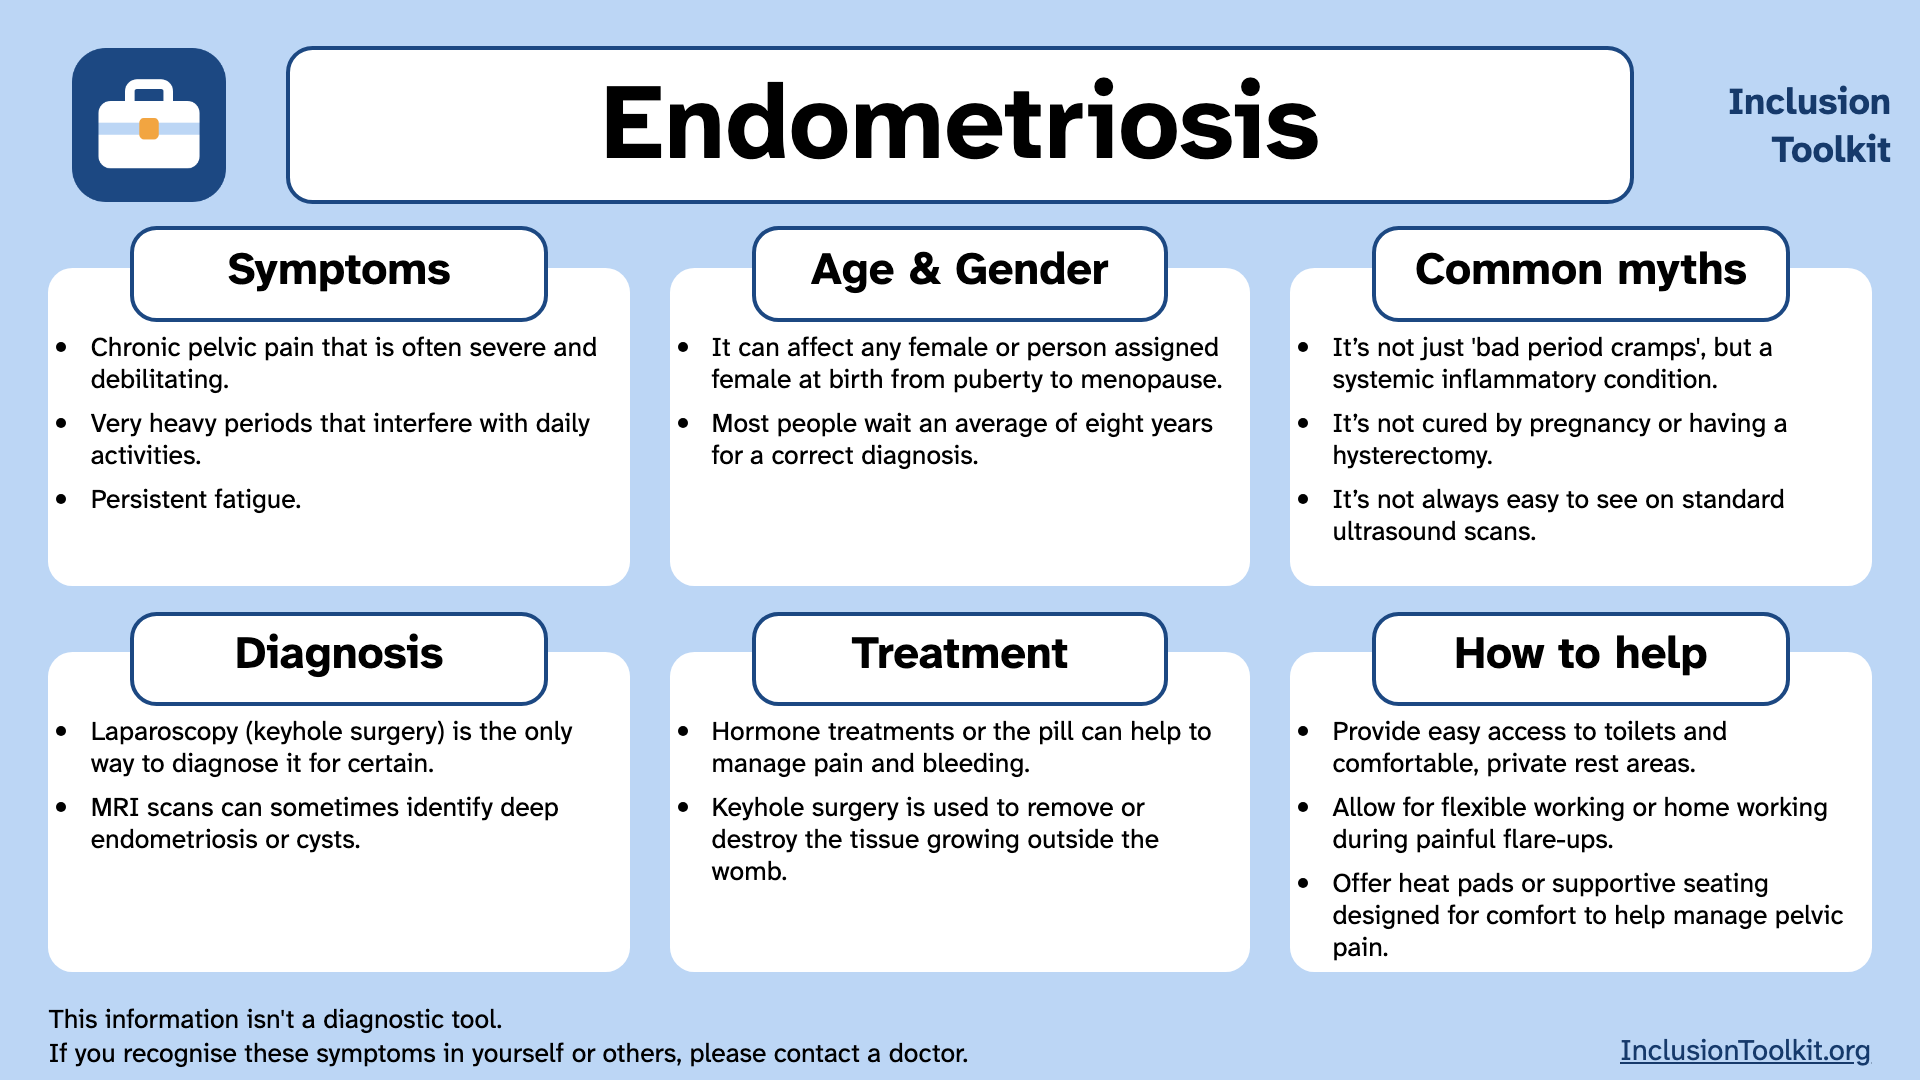 Endometriosis
Inclusion
Toolkit
Symptoms
• Chronic pelvic pain that is often severe and
debilitating.
• Very heavy periods that interfere with daily
activities.
• Persistent fatigue.
Age & Gender
• It can affect any female or person assigned
female at birth from puberty to menopause.
• Most people wait an average of eight years
for a correct diagnosis.
Common myths
• It’s not just 'bad period cramps', but a
systemic inflammatory condition.
• It’s not cured by pregnancy or having a
hysterectomy.
• It’s not always easy to see on standard
ultrasound scans.
Diagnosis
• Laparoscopy (keyhole surgery) is the only
way to diagnose it for certain.
• MRI scans can sometimes identify deep
endometriosis or cysts.
Treatment
• Hormone treatments or the pill can help to
manage pain and bleeding.
• Keyhole surgery is used to remove or
destroy the tissue growing outside the
womb.
How to help
• Provide easy access to toilets and
comfortable, private rest areas.
• Allow for flexible working or home working
during painful flare-ups.
• Offer heat pads or supportive seating
designed for comfort to help manage pelvic
pain.
This information isn't a diagnostic tool.
If you recognise these symptoms in yourself or others, please contact a doctor.
InclusionToolkit.org